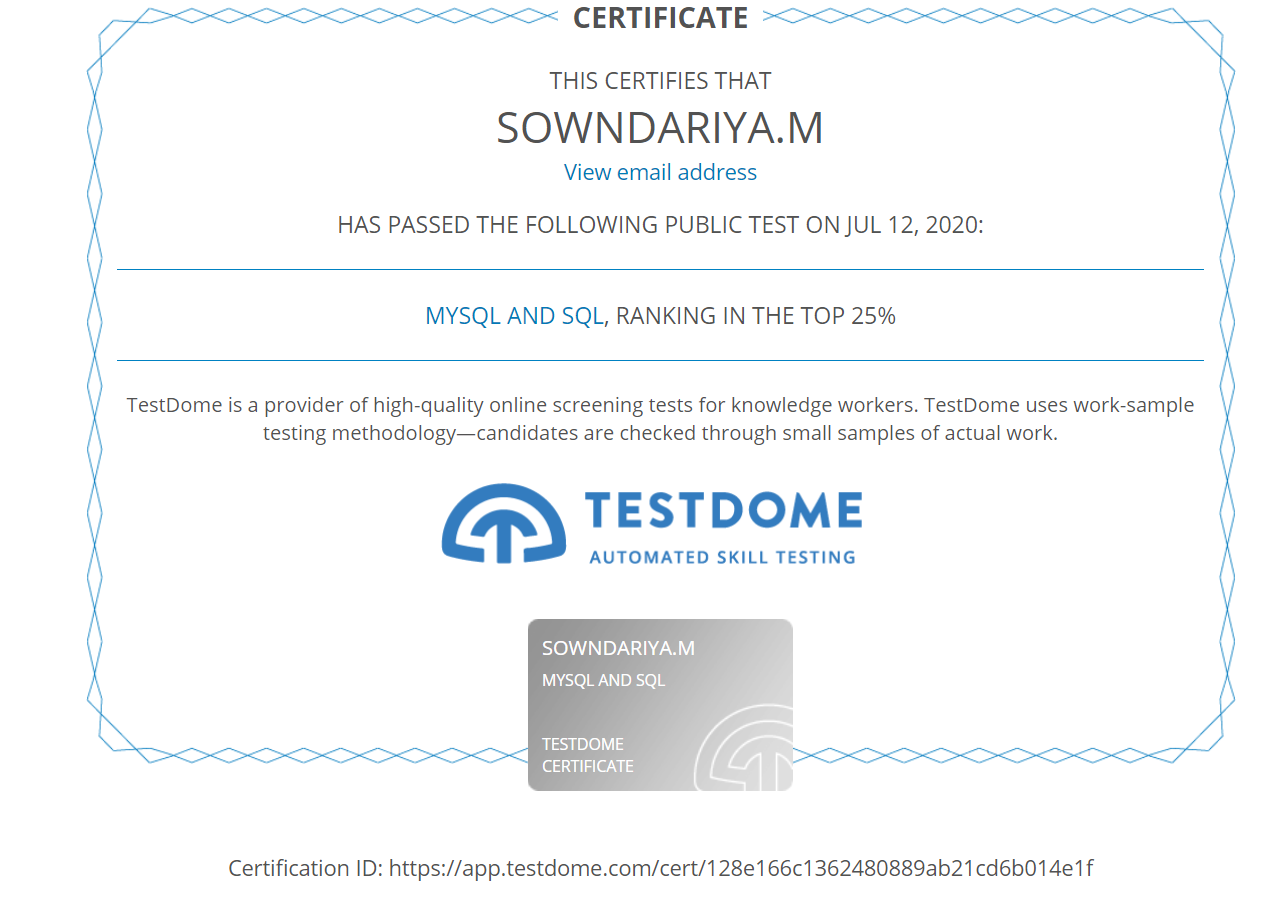 CERTIFICATE
THIS CERTIFIES THAT
SOWNDARIYA.M
View email address
HAS PASSED THE FOLLOWING PUBLIC TEST ON JUL 12, 2020:
MYSQL AND SQL, RANKING IN THE TOP 25%
TestDome is a provider of high-quality online screening tests for knowledge workers. TestDome uses work-sample
testing methodology—candidates are checked through small samples of actual work.
TESTDOME
AUTOMATED SKILL TESTING
SOWNDARIYA.M
MYSQL AND SQL
TESTDOME
CERTIFICATE
Certification ID: https://app.testdome.com/cert/128e166c1362480889ab21cd6b014e1f